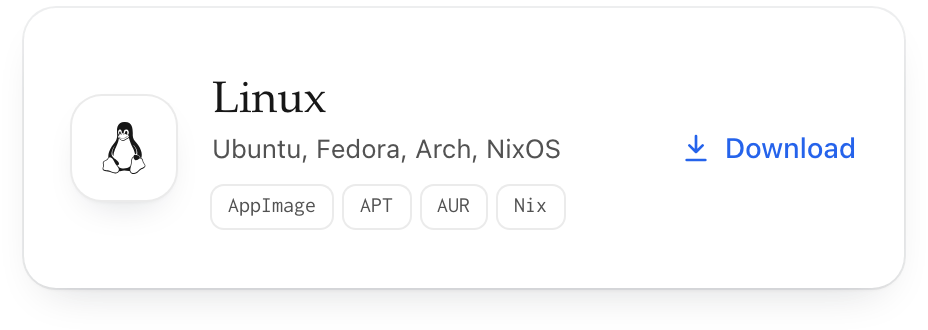 Linux
Ubuntu, Fedora, Arch, NixOS
Download
AppImage APT AUR Nix